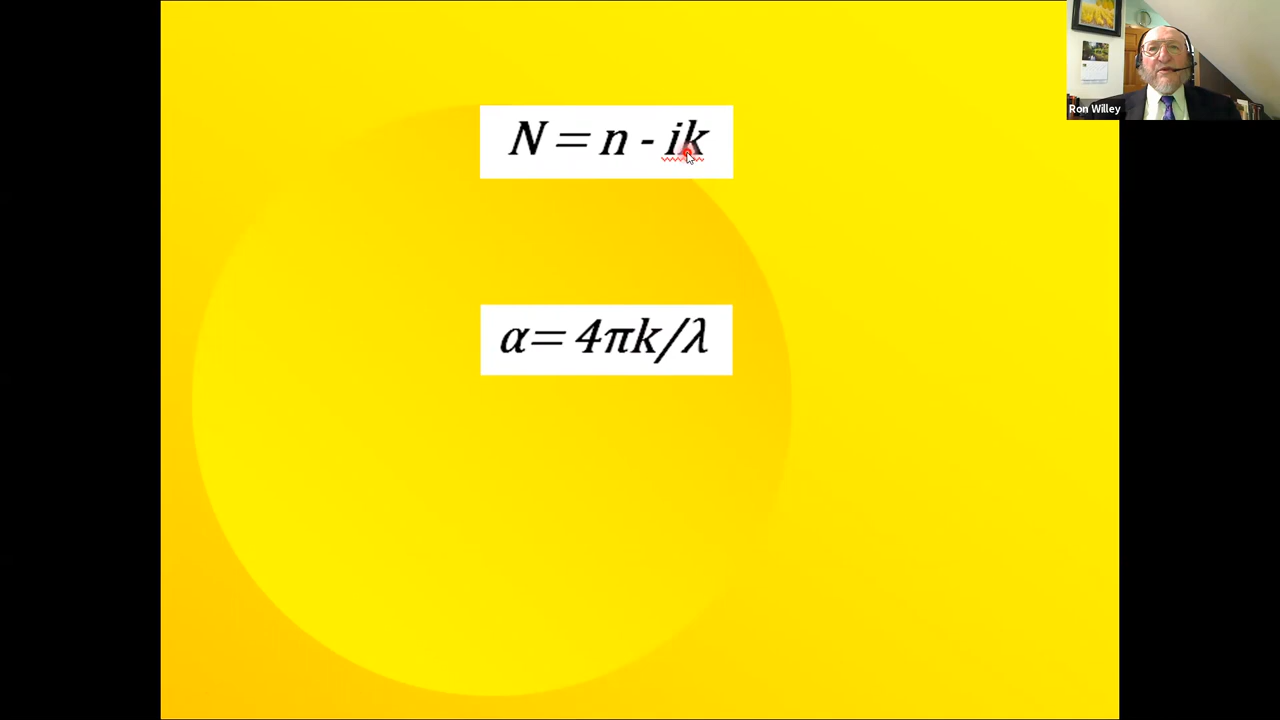 N = n - ik
α= 4πk/λ
Ron Willey